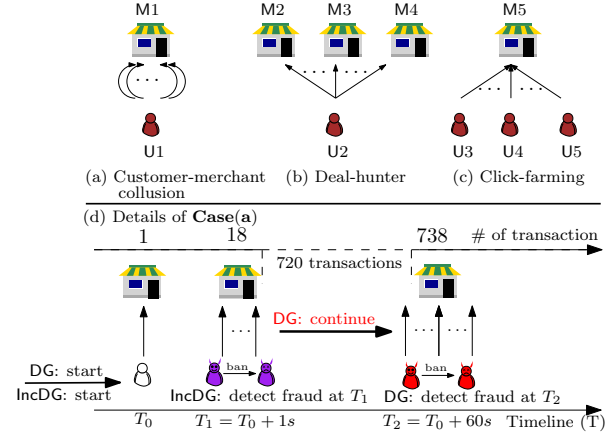 M1 M2 M3 M4 M5
. . . . . . . . . . . . . . .
U1 U2 U3 U4 U5
(a) Customer-merchant collusion (b) Deal-hunter (c) Click-farming
(d) Details of Case(a)
1 18 738 # of transaction
720 transactions
. . . DG: continue . . .
DG: start ban ban
IncDG: start IncDG: detect fraud at T₁ DG: detect fraud at T₂
T₀ T₁ = T₀ + 1s T₂ = T₀ + 60s Timeline (T)